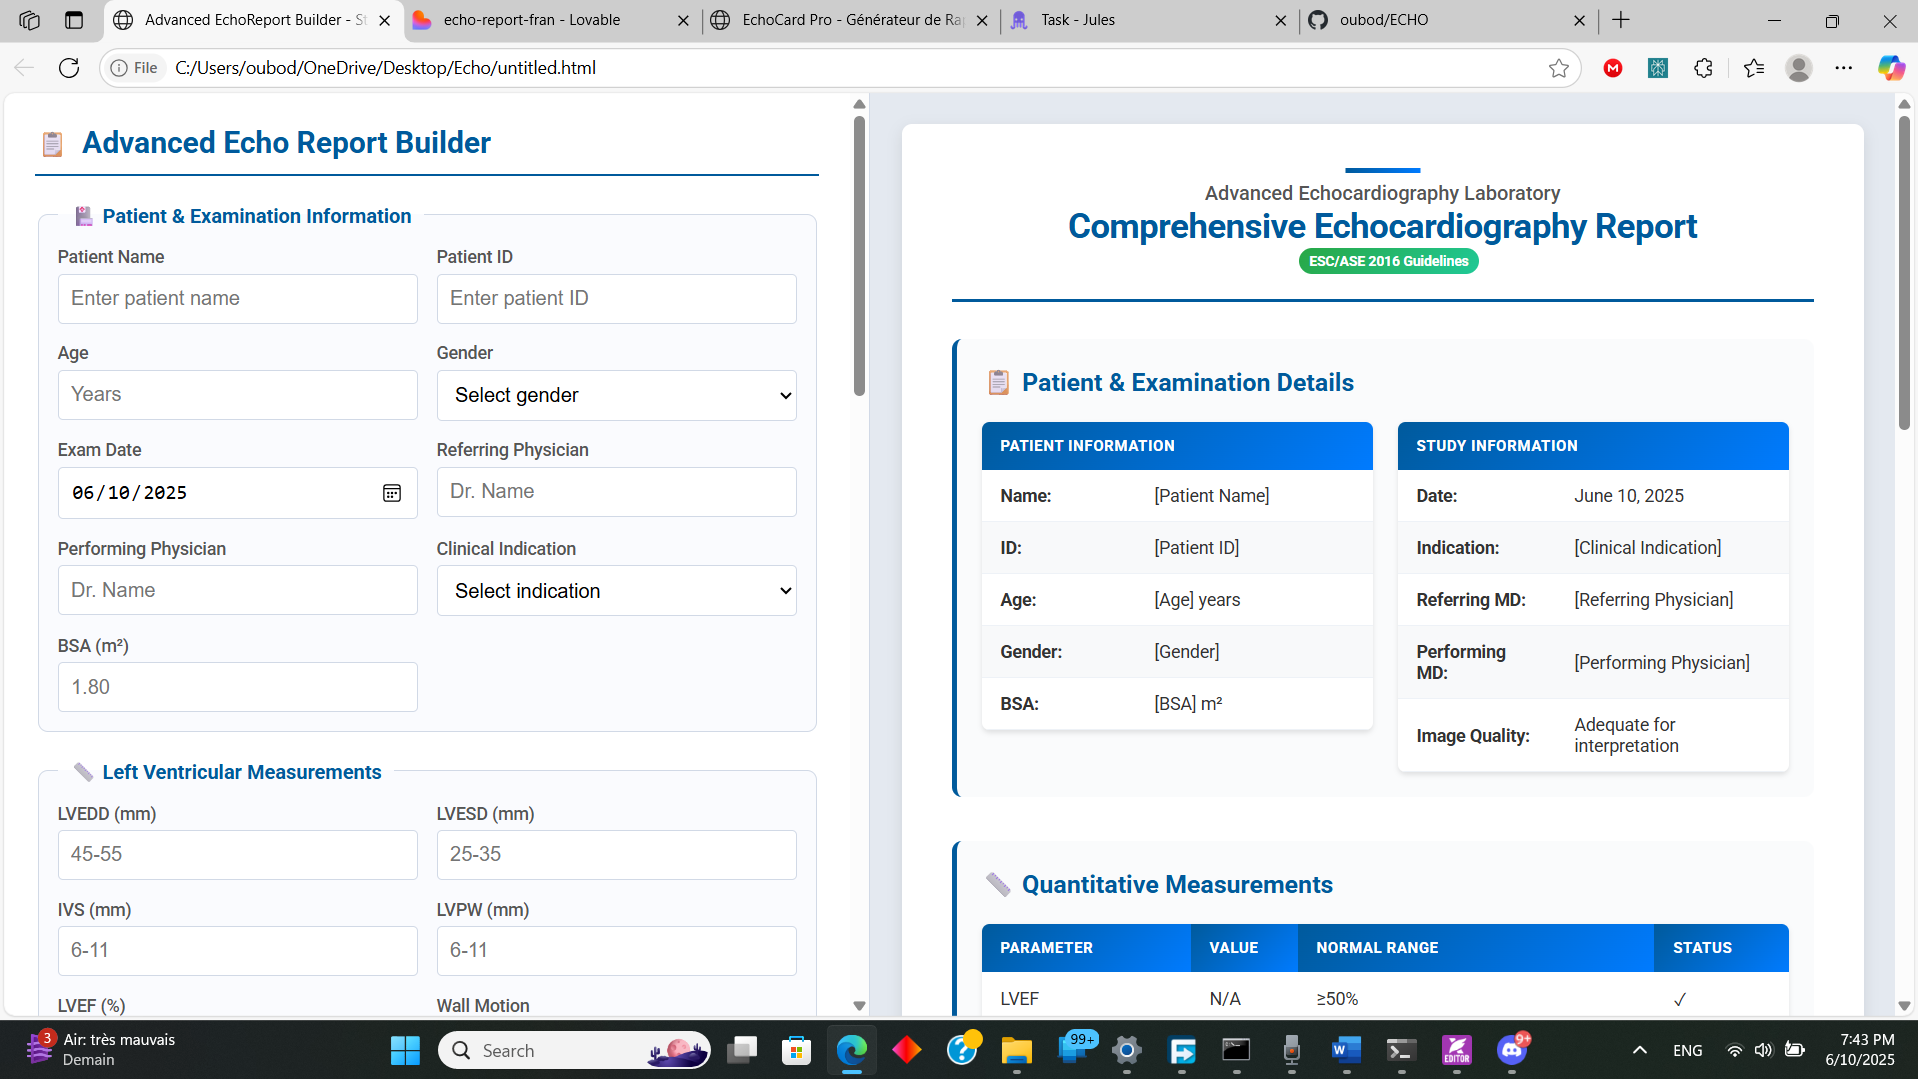 Advanced EchoReport Builder - St
echo-report-fran - Lovable
EchoCard Pro - Générateur de Ra
Task - Jules
oubod/ECHO
File
C:/Users/oubod/OneDrive/Desktop/Echo/untitled.html
Advanced Echo Report Builder
Patient & Examination Information
Patient Name
Patient ID
Enter patient name
Enter patient ID
Age
Gender
Years
Select gender
Exam Date
Referring Physician
06/10/2025
Dr. Name
Performing Physician
Clinical Indication
Dr. Name
Select indication
BSA (m²)
1.80
Left Ventricular Measurements
LVEDD (mm)
LVESD (mm)
45-55
25-35
IVS (mm)
LVPW (mm)
6-11
6-11
LVEF (%)
Wall Motion
Advanced Echocardiography Laboratory
Comprehensive Echocardiography Report
ESC/ASE 2016 Guidelines
Patient & Examination Details
PATIENT INFORMATION
Name: [Patient Name]
ID: [Patient ID]
Age: [Age] years
Gender: [Gender]
BSA: [BSA] m²
STUDY INFORMATION
Date: June 10, 2025
Indication: [Clinical Indication]
Referring MD: [Referring Physician]
Performing
MD: [Performing Physician]
Image Quality: Adequate for
interpretation
Quantitative Measurements
PARAMETER VALUE NORMAL RANGE STATUS
LVEF N/A ≥50% ✓
3
Air: très mauvais
Demain
Search
99+
EDITOR
9+
ENG
7:43 PM
6/10/2025